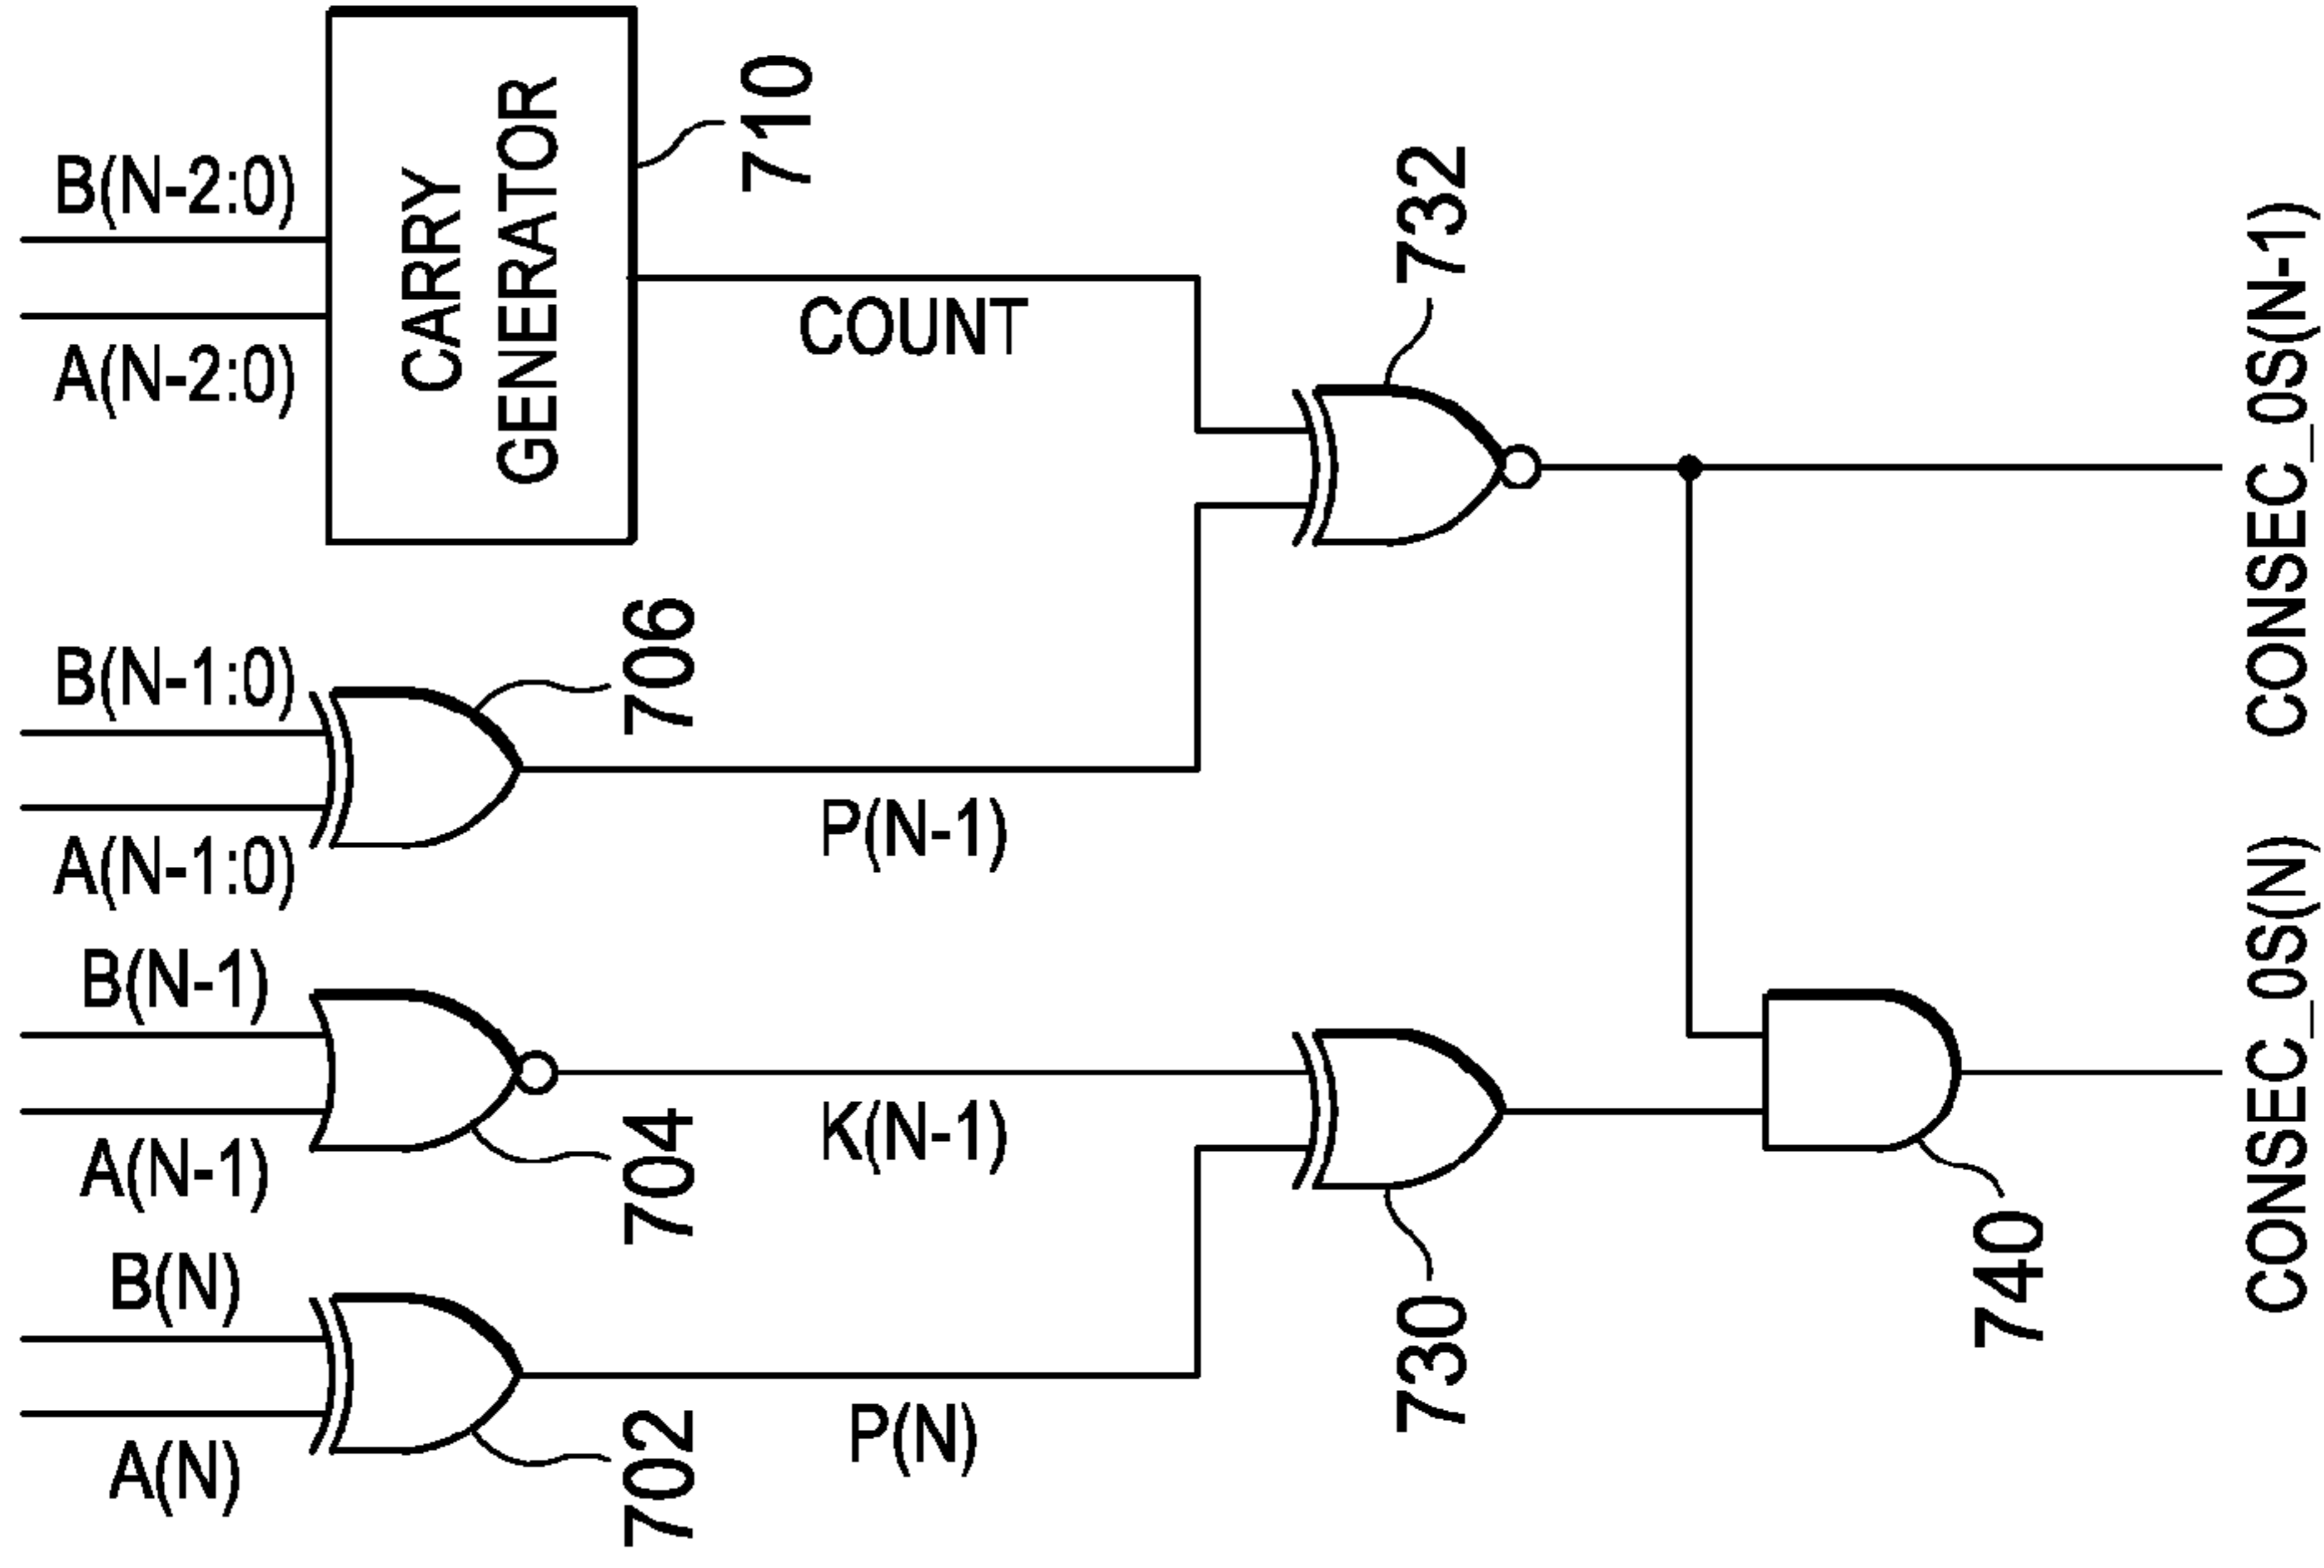 B(N-2:0)
A(N-2:0)
CARRY
GENERATOR
710
COUNT
732
B(N-1:0)
A(N-1:0)
706
P(N-1)
CONSEC_0S(N-1)
B(N-1)
A(N-1)
704
K(N-1)
B(N)
A(N)
702
P(N)
730
740
CONSEC_0S(N)